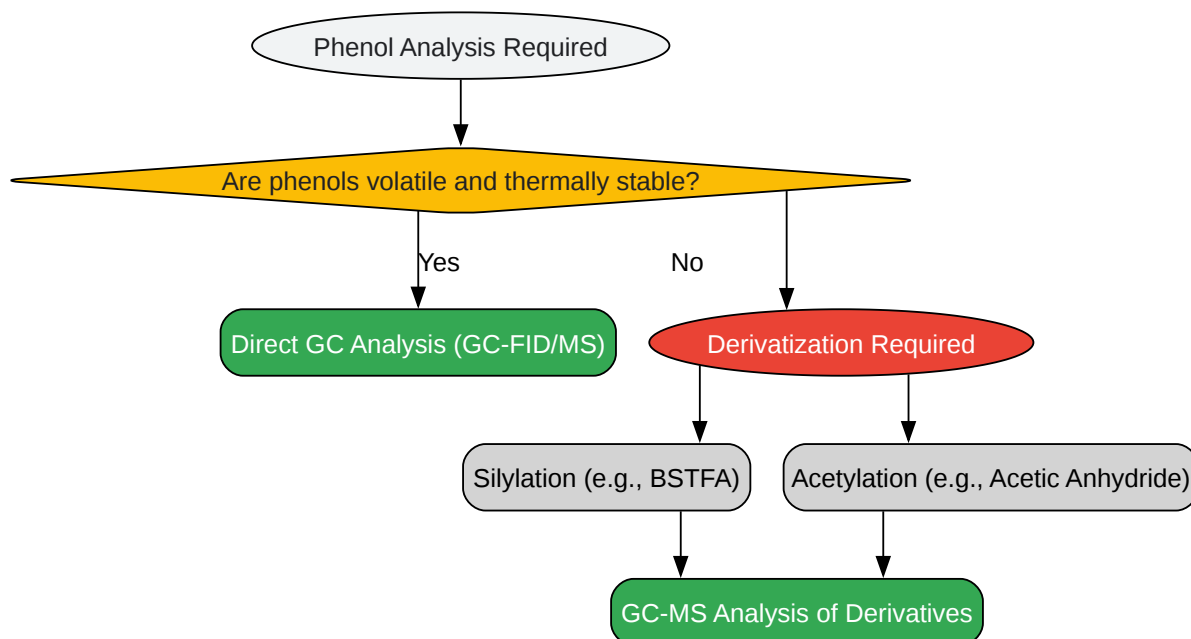 Phenol Analysis Required
Are phenols volatile and thermally stable?
Yes
No
Direct GC Analysis (GC-FID/MS)
Derivatization Required
Silylation (e.g., BSTFA)
Acetylation (e.g., Acetic Anhydride)
GC-MS Analysis of Derivatives